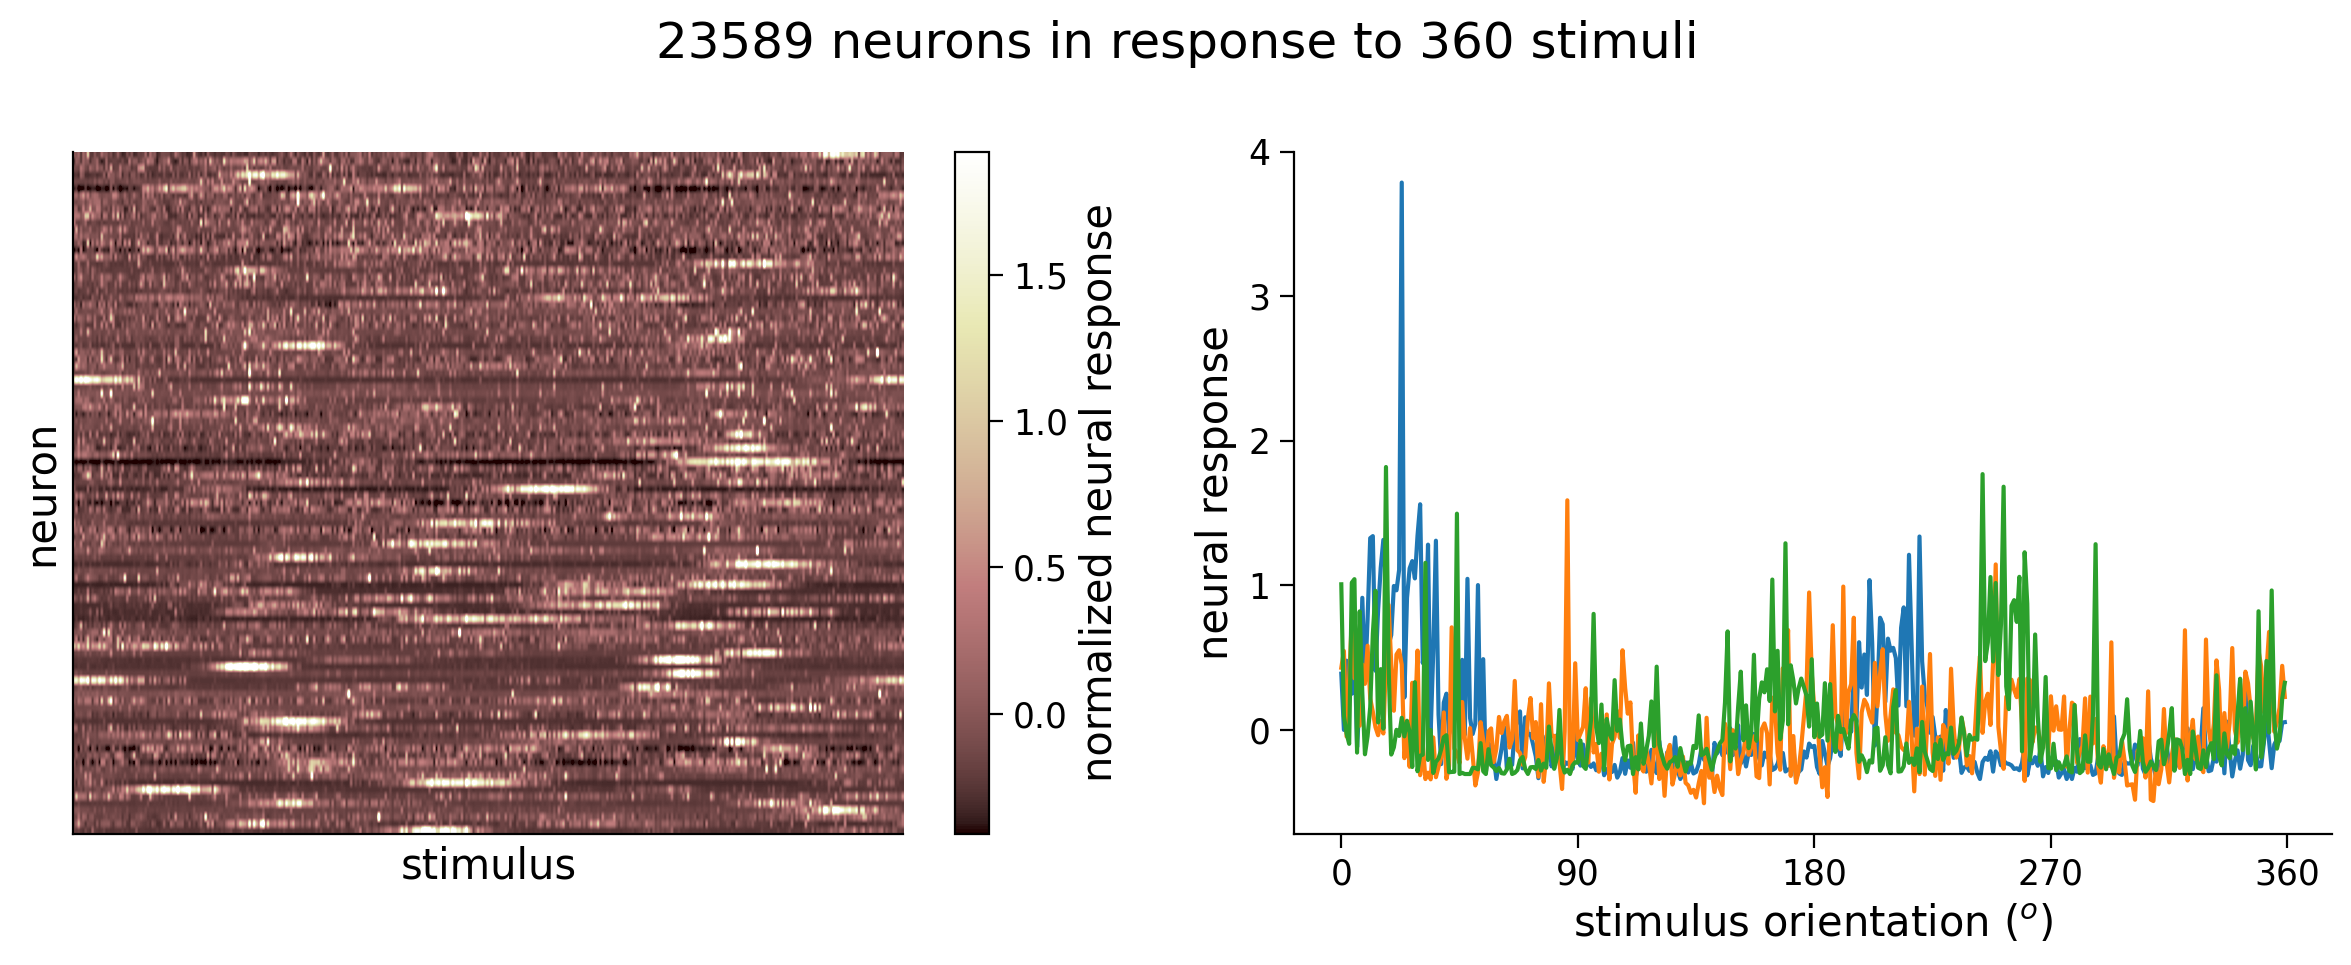 23589 neurons in response to 360 stimuli
neuron
stimulus
1.5
1.0
0.5
0.0
normalized neural response
neural response
4
3
2
1
0
0 90 180 270 360
stimulus orientation (o)